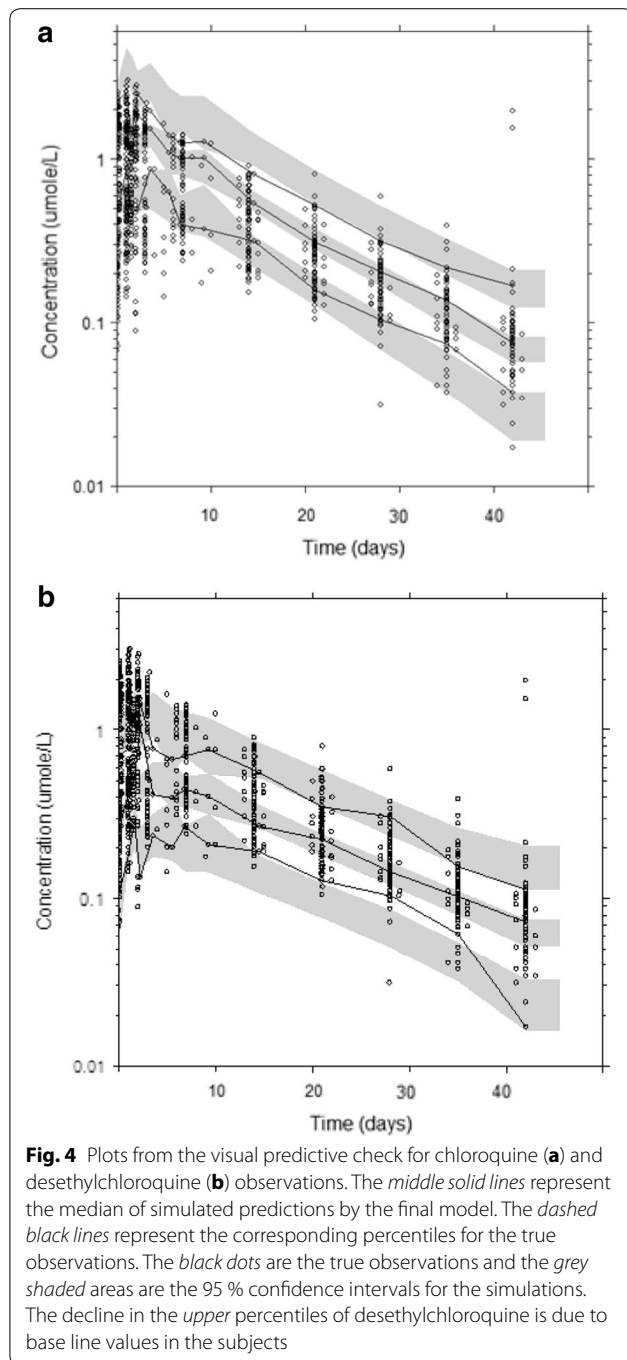 a
Concentration (umole/L)
1
0.1
0.01
10 20 30 40
Time (days)
b
Concentration (umole/L)
1
0.1
0.01
10 20 30 40
Time (days)
Fig. 4 Plots from the visual predictive check for chloroquine (a) and
desethylchloroquine (b) observations. The middle solid lines represent
the median of simulated predictions by the final model. The dashed
black lines represent the corresponding percentiles for the true
observations. The black dots are the true observations and the grey
shaded areas are the 95 % confidence intervals for the simulations.
The decline in the upper percentiles of desethylchloroquine is due to
base line values in the subjects